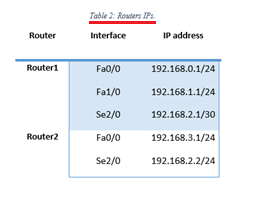 Table 2: Routers IPs.
Router Interface IP address
Router1 Fa0/0 192.168.0.1/24
Fa1/0 192.168.1.1/24
Se2/0 192.168.2.1/30
Router2 Fa0/0 192.168.3.1/24
Se2/0 192.168.2.2/24